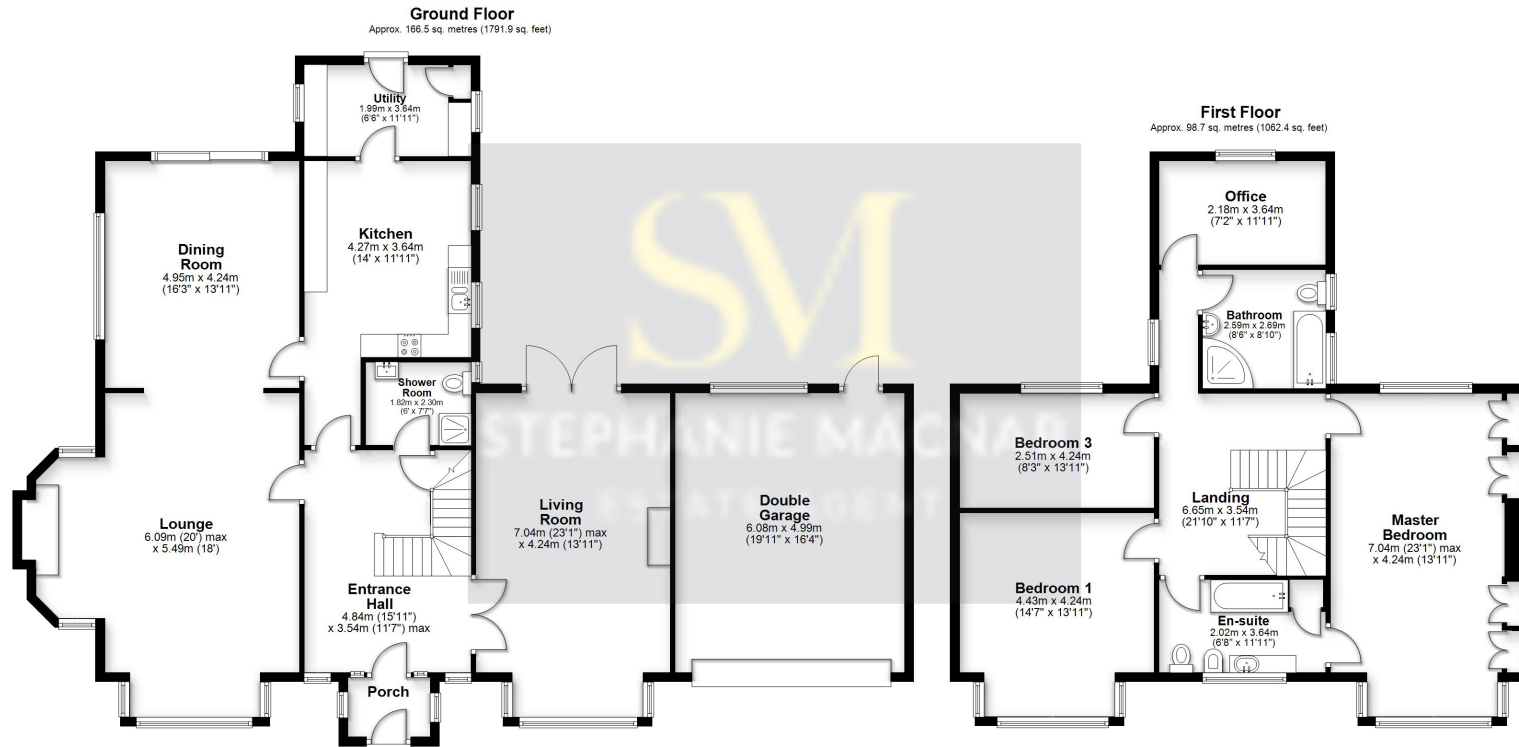 Ground Floor
Approx. 166.5 sq. metres (1791.9 sq. feet)
Utility
1.99m x 3.64m
(6'6" x 11'11")
Kitchen
4.27m x 3.64m
(14' x 11'11")
Dining
Room
4.95m x 4.24m
(16'3" x 13'11")
Shower
Room
1.82m x 2.30m
(6' x 7'7")
Lounge
6.09m (20') max
x 5.49m (18')
Living
Room
7.04m (23'1") max
x 4.24m (13'11")
Double
Garage
6.08m x 4.99m
(19'11" x 16'4")
Entrance
Hall
4.84m (15'11")
x 3.54m (11'7") max
Porch
First Floor
Approx. 98.7 sq. metres (1062.4 sq. feet)
Office
2.18m x 3.64m
(7'2" x 11'11")
Bathroom
2.59m x 2.69m
(8'6" x 8'10")
Bedroom 3
2.51m x 4.24m
(8'3" x 13'11")
Landing
6.65m x 3.54m
(21'10" x 11'7")
Master
Bedroom
7.04m (23'1") max
x 4.24m (13'11")
Bedroom 1
4.43m x 4.24m
(14'7" x 13'11")
En-suite
2.02m x 3.64m
(6'8" x 11'11")
SM
STEPHANIE MACNAB
ESTATE AGENT